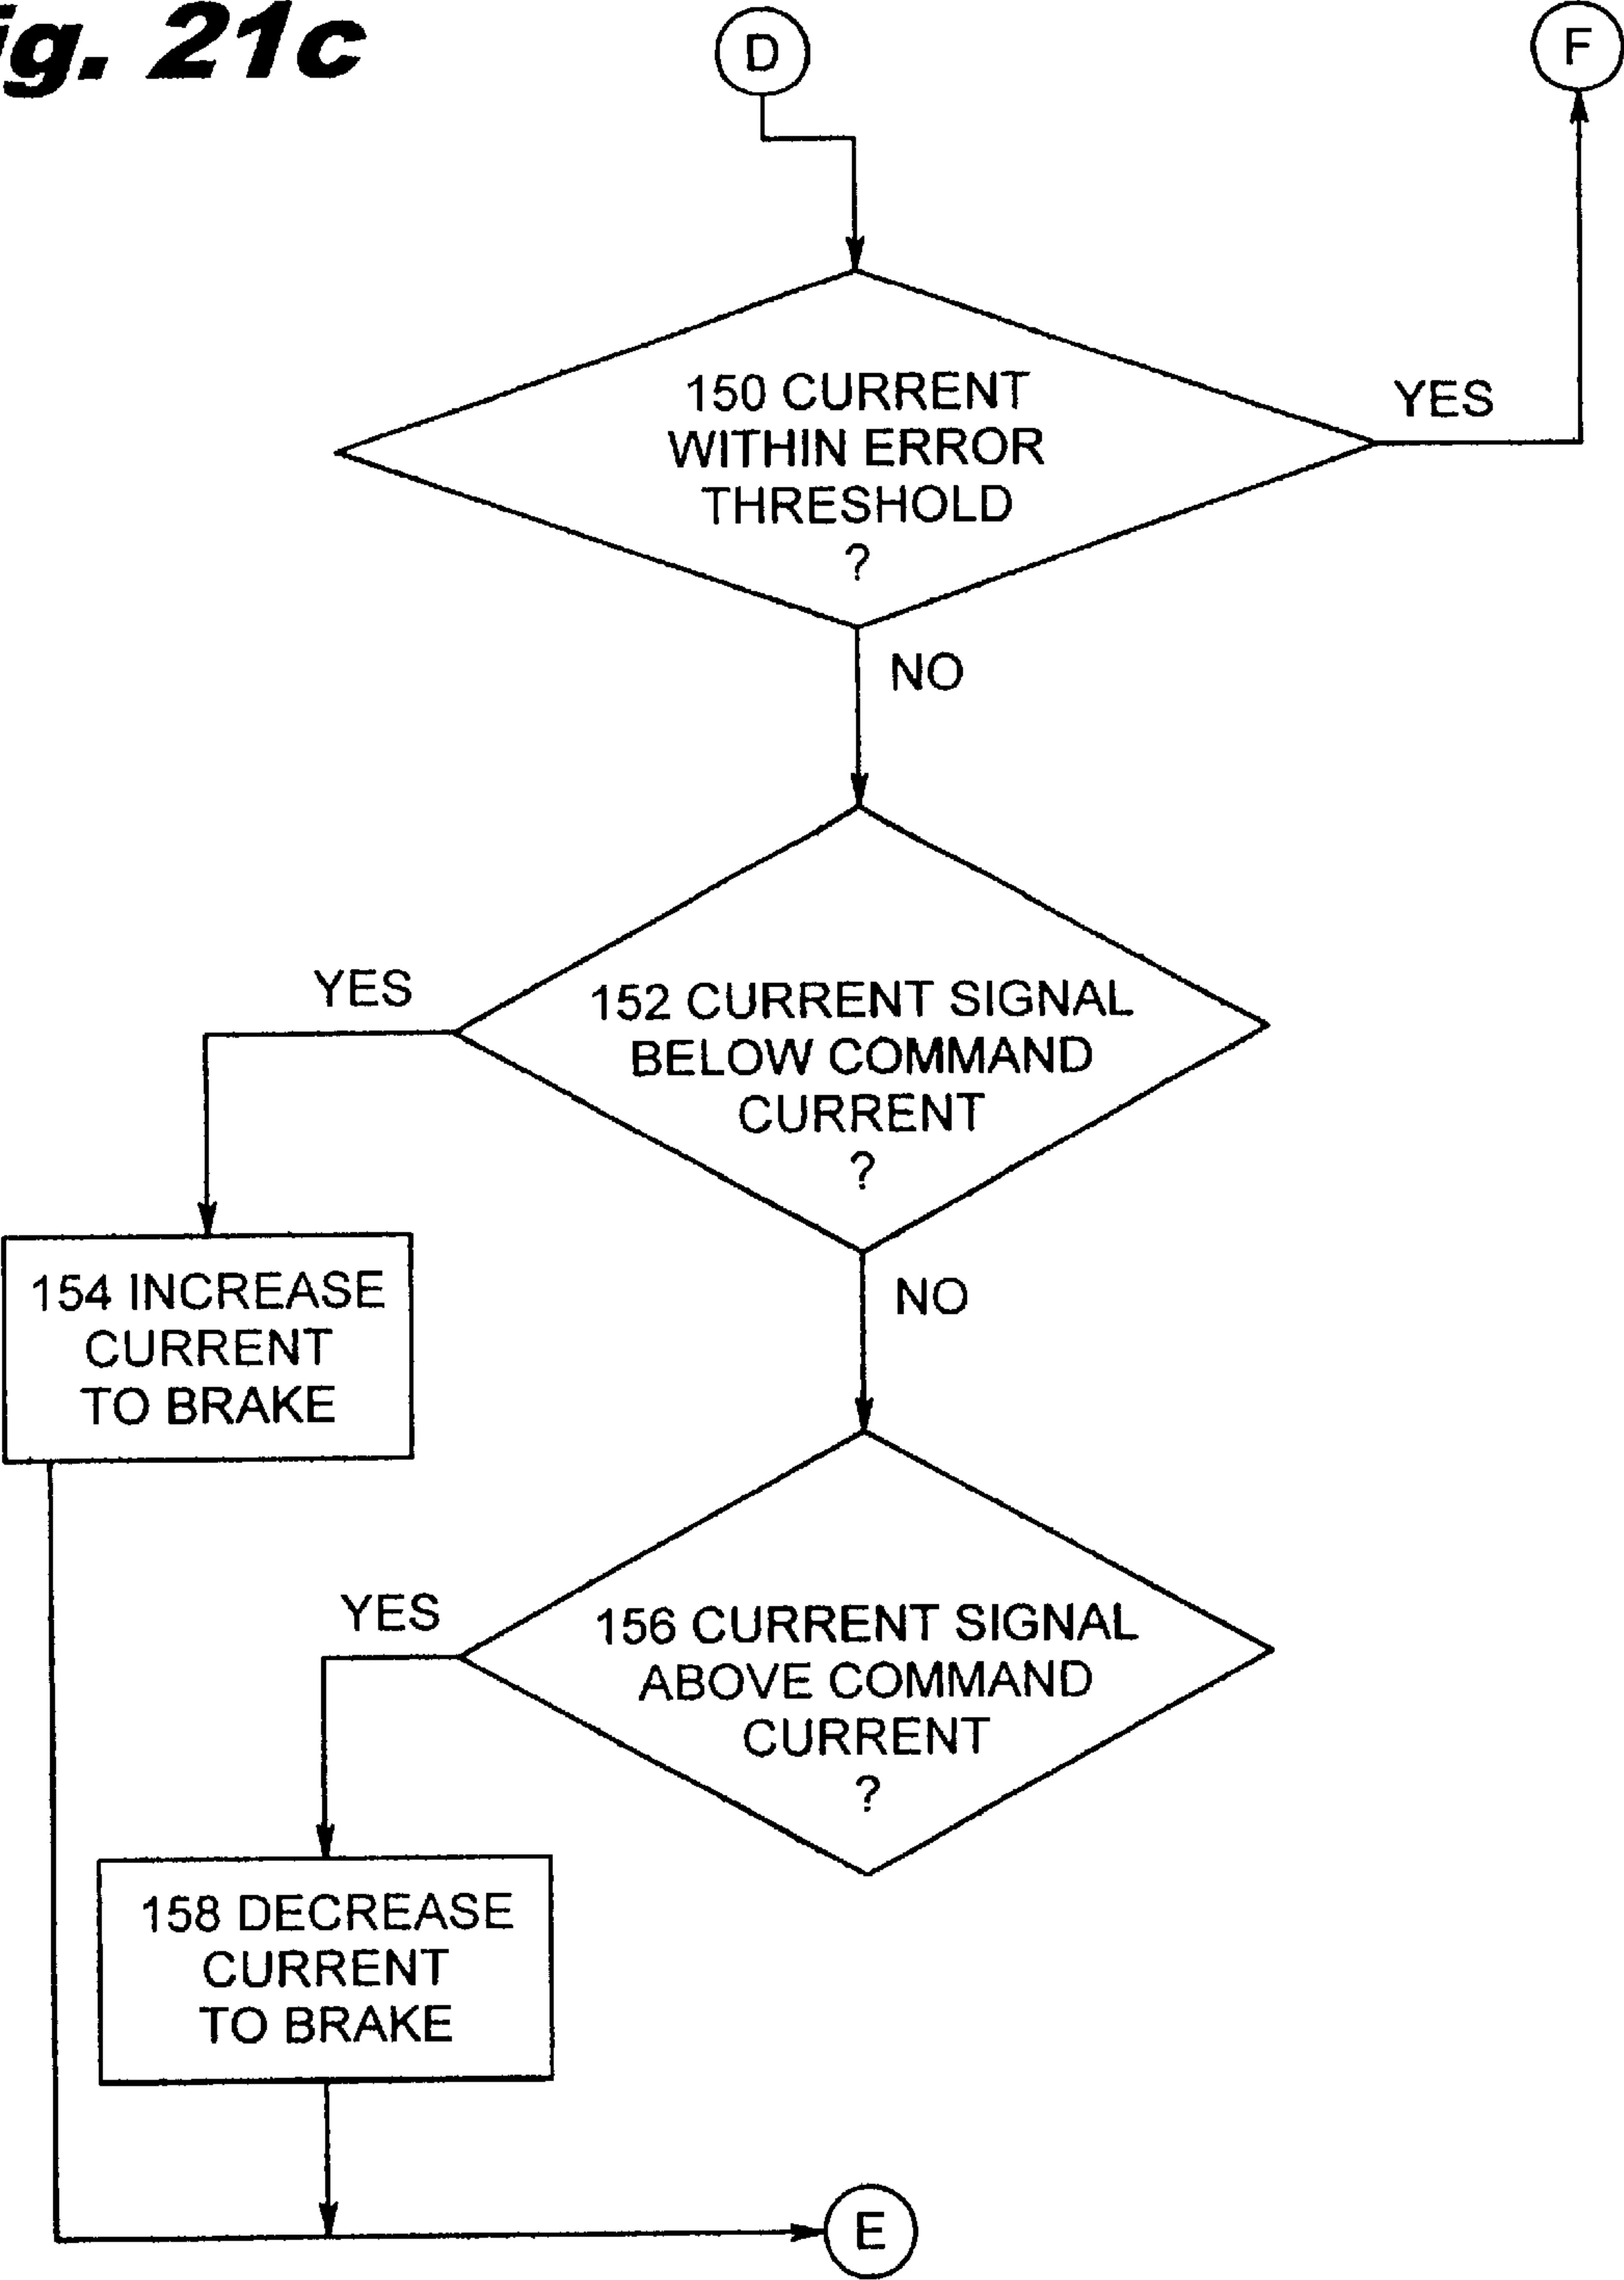 ig. 21c
D
F
150 CURRENT
WITHIN ERROR
THRESHOLD
?
YES
NO
YES
152 CURRENT SIGNAL
BELOW COMMAND
CURRENT
?
154 INCREASE
CURRENT
TO BRAKE
NO
YES
156 CURRENT SIGNAL
ABOVE COMMAND
CURRENT
?
158 DECREASE
CURRENT
TO BRAKE
E